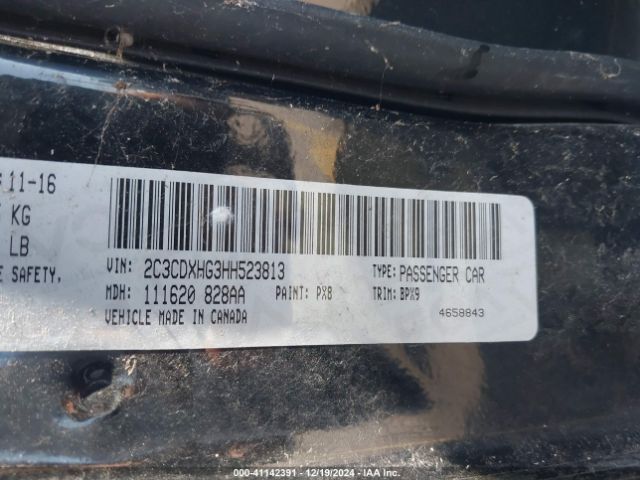 11-16
KG
LB
SAFETY,
VIN: 2C3CDXHG3HH523813 TYPE: PASSENGER CAR
MDH: 111620 828AA PAINT: PX8 TRIM: BPX9
VEHICLE MADE IN CANADA 4658843
00-41142391 - 12/19/2024 - IAA Inc.